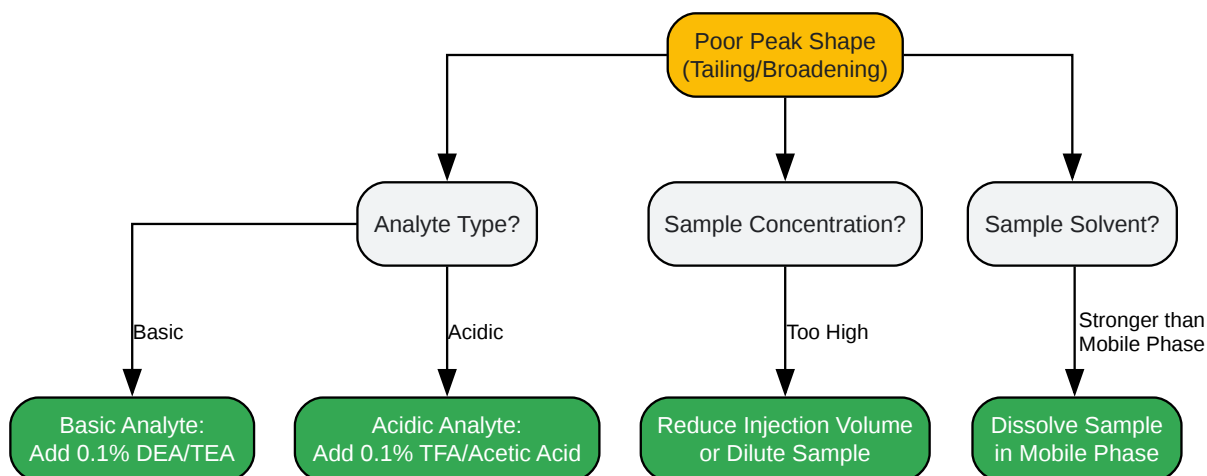 Poor Peak Shape
(Tailing/Broadening)
Analyte Type?
Sample Concentration?
Sample Solvent?
Basic
Acidic
Too High
Stronger than
Mobile Phase
Basic Analyte:
Add 0.1% DEA/TEA
Acidic Analyte:
Add 0.1% TFA/Acetic Acid
Reduce Injection Volume
or Dilute Sample
Dissolve Sample
in Mobile Phase